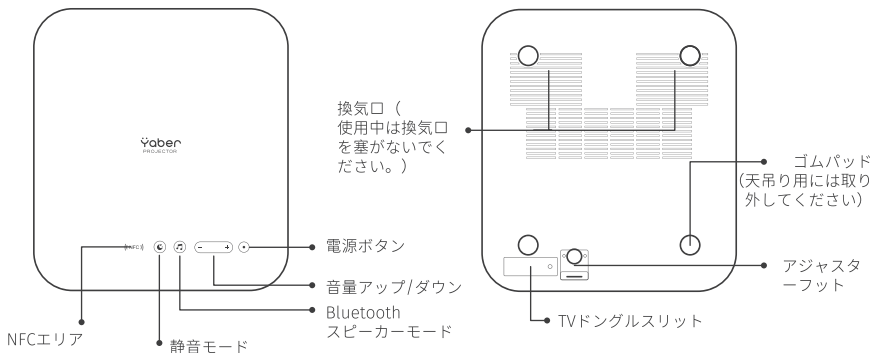 Yaber
PROJECTOR
NFC
電源ボタン
音量アップ/ダウン
Bluetooth
スピーカーモード
静音モード
NFCエリア
換気口（
使用中は換気口
を塞がないでく
ださい。）
ゴムパッド
(天吊り用には取り
外してください)
アジャスタ
ーフット
TVドングルスリット